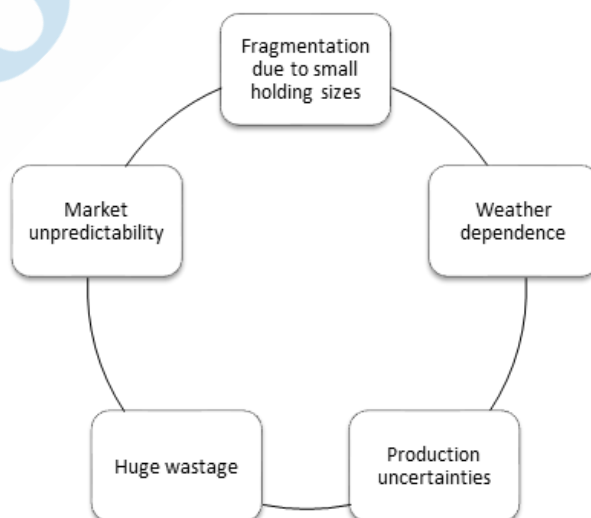 Fragmentation
due to small
holding sizes
Weather
dependence
Production
uncertainties
Huge wastage
Market
unpredictability